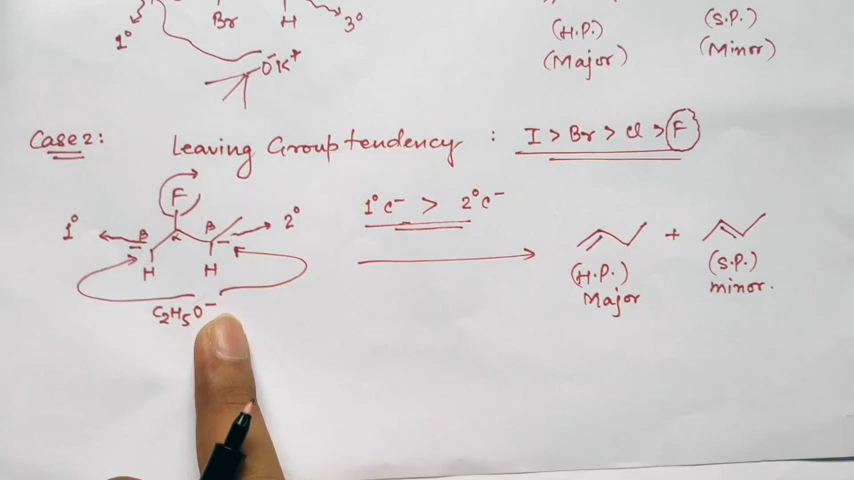 1° Br H 3°
O⁻K⁺
(H.P.) (S.P.)
(Major) (Minor)
Case 2: Leaving Group tendency : I > Br > Cl > F
F
1° β α β 2° 1°C⁻ > 2°C⁻
H H
C₂H₅O⁻
+
(H.P.) (S.P.)
Major minor.